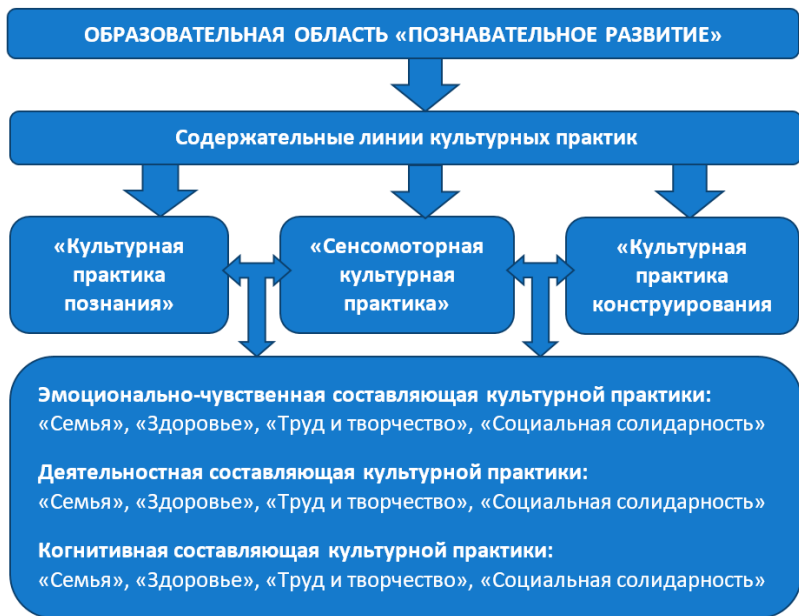 ОБРАЗОВАТЕЛЬНАЯ ОБЛАСТЬ «ПОЗНАВАТЕЛЬНОЕ РАЗВИТИЕ»
Содержательные линии культурных практик
«Культурная
практика
познания»
«Сенсомоторная
культурная
практика»
«Культурная
практика
конструирования
Эмоционально-чувственная составляющая культурной практики:
«Семья», «Здоровье», «Труд и творчество», «Социальная солидарность»
Деятельностная составляющая культурной практики:
«Семья», «Здоровье», «Труд и творчество», «Социальная солидарность»
Когнитивная составляющая культурной практики:
«Семья», «Здоровье», «Труд и творчество», «Социальная солидарность»